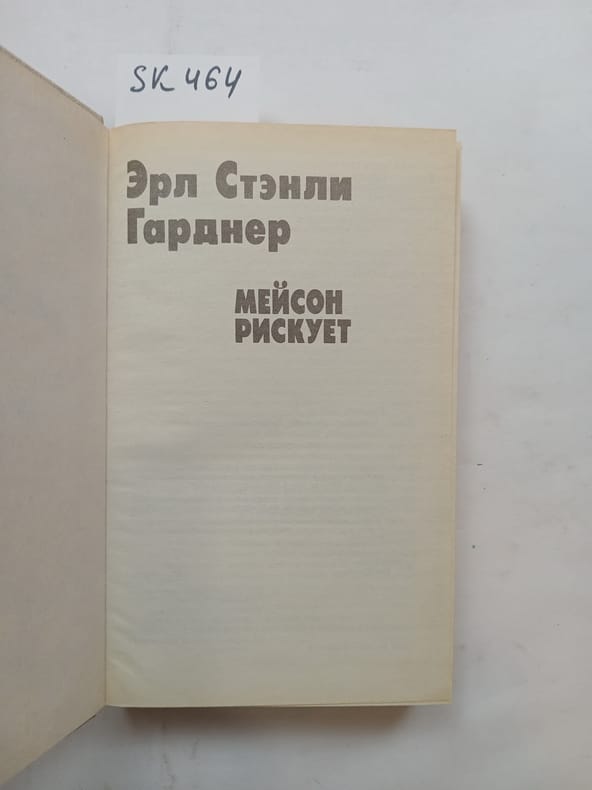 SK 464
Эрл Стэнли
Гарднер
МЕЙСОН
РИСКУЕТ